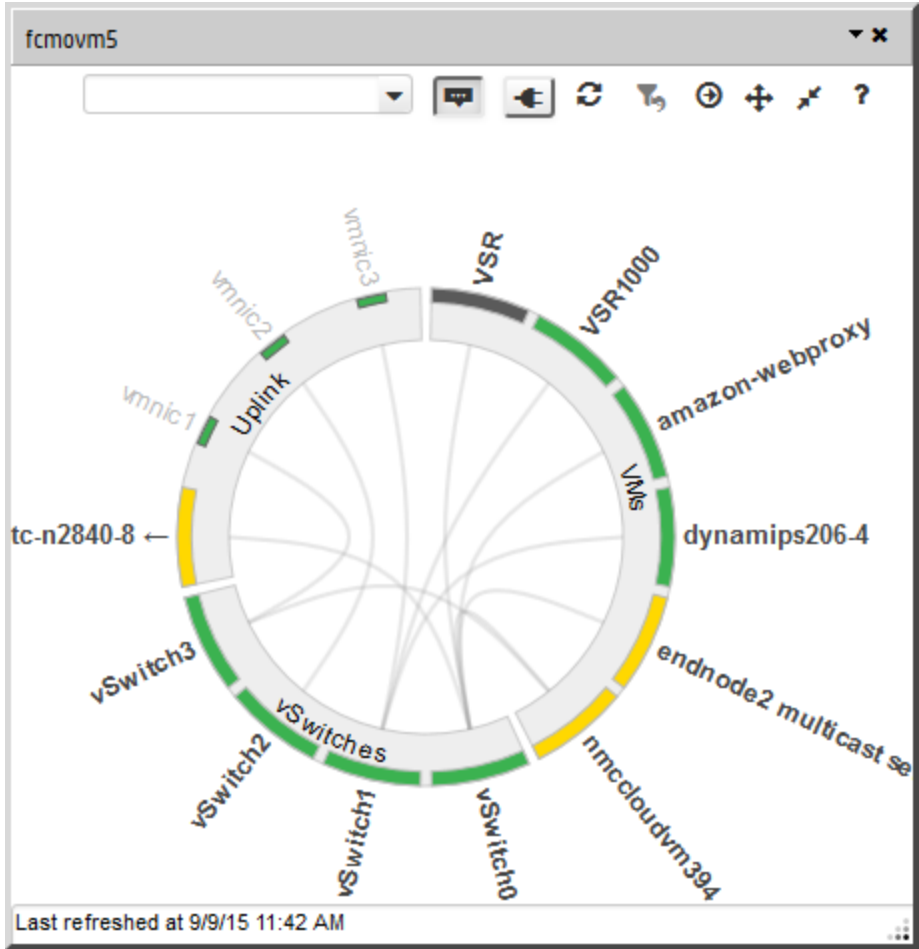 fcmovm5
?
vmnic3
VSR
VSR1000
vmnic2
amazon-webproxy
Uplink
vmnic1
VMs
tc-n2840-8 ←
dynamips206-4
vSwitch3
endnode2 multicast se
vSwitches
vSwitch2
nmccloudvm394
vSwitch1
vSwitch0
Last refreshed at 9/9/15 11:42 AM